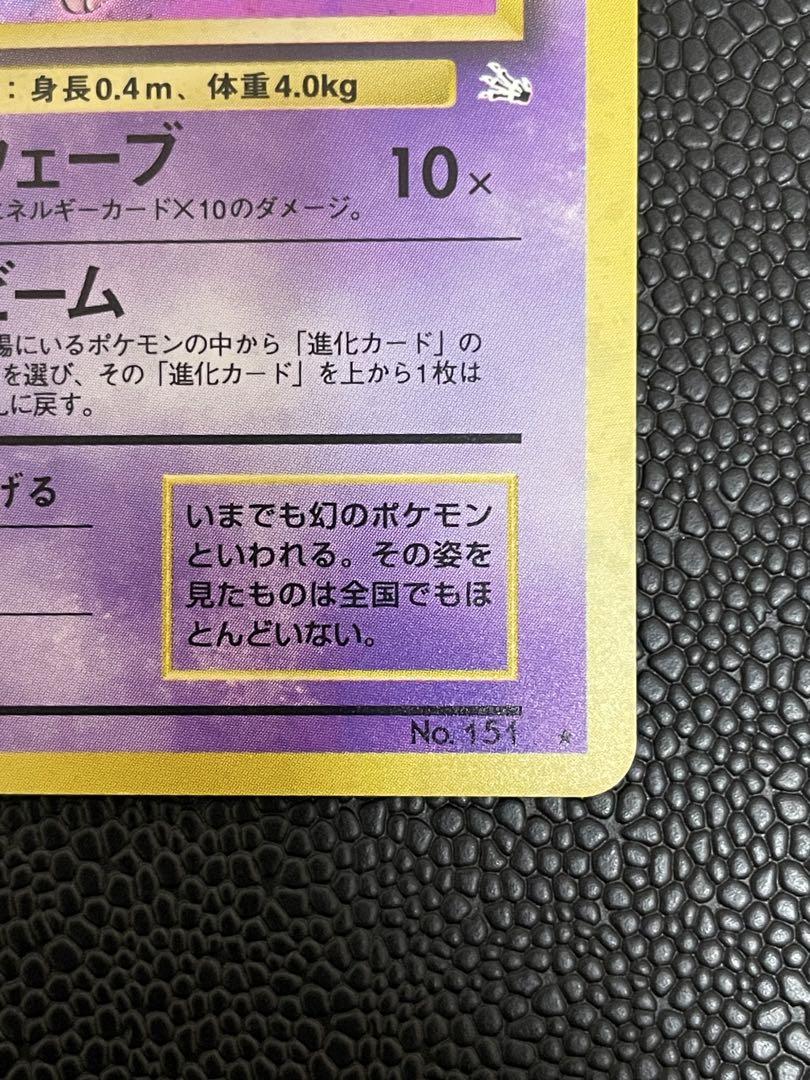 ：身長0.4m、体重4.0kg
ウェーブ 10×
エネルギーカード×10のダメージ。
ビーム
場にいるポケモンの中から「進化カード」の
を選び、その「進化カード」を上から1枚は
に戻す。
げる
いまでも幻のポケモン
といわれる。その姿を
見たものは全国でもほ
とんどいない。
No. 151 ★